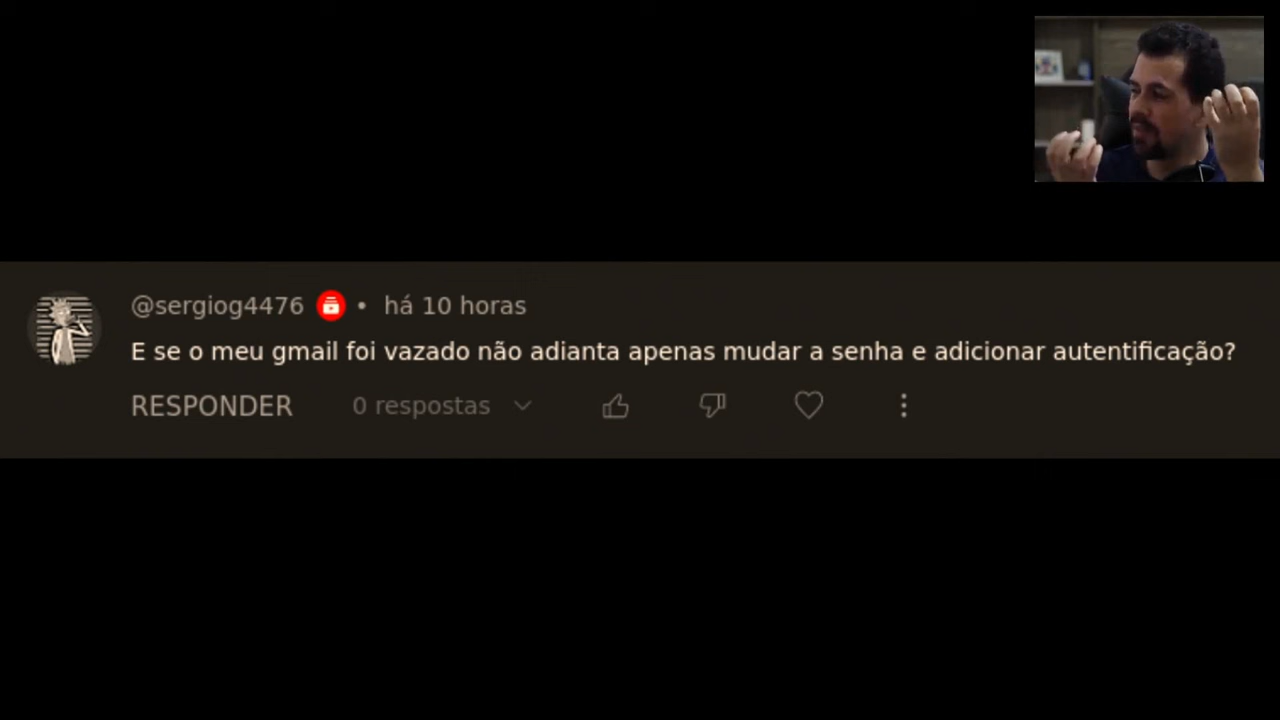 @sergiog4476 • há 10 horas
E se o meu gmail foi vazado não adianta apenas mudar a senha e adicionar autentificação?
RESPONDER 0 respostas